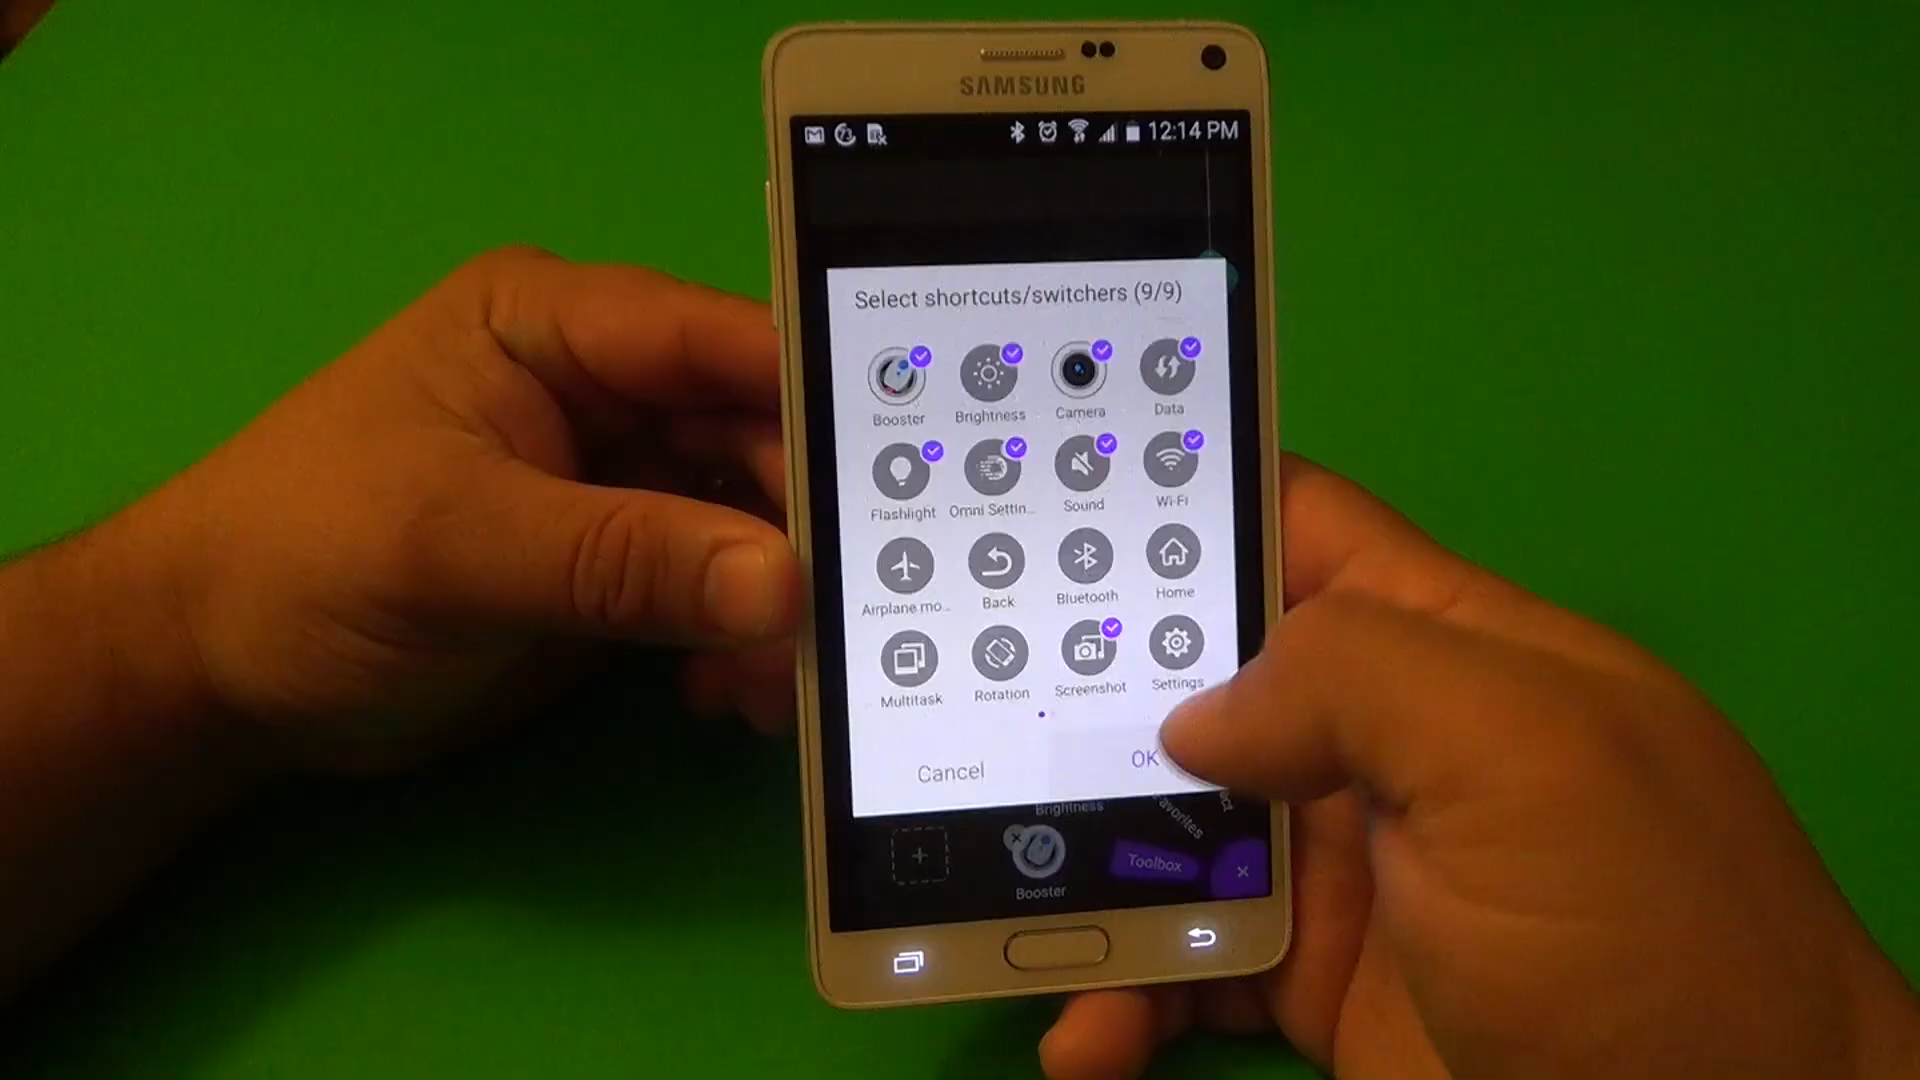 SAMSUNG
12:14 PM
Select shortcuts/switchers (9/9)
Booster
Brightness
Camera
Data
Flashlight
Omni Settin...
Sound
Wi-Fi
Airplane mo...
Back
Bluetooth
Home
Multitask
Rotation
Screenshot
Settings
Cancel
OK
Brightness
Favorites
Toolbox
Booster